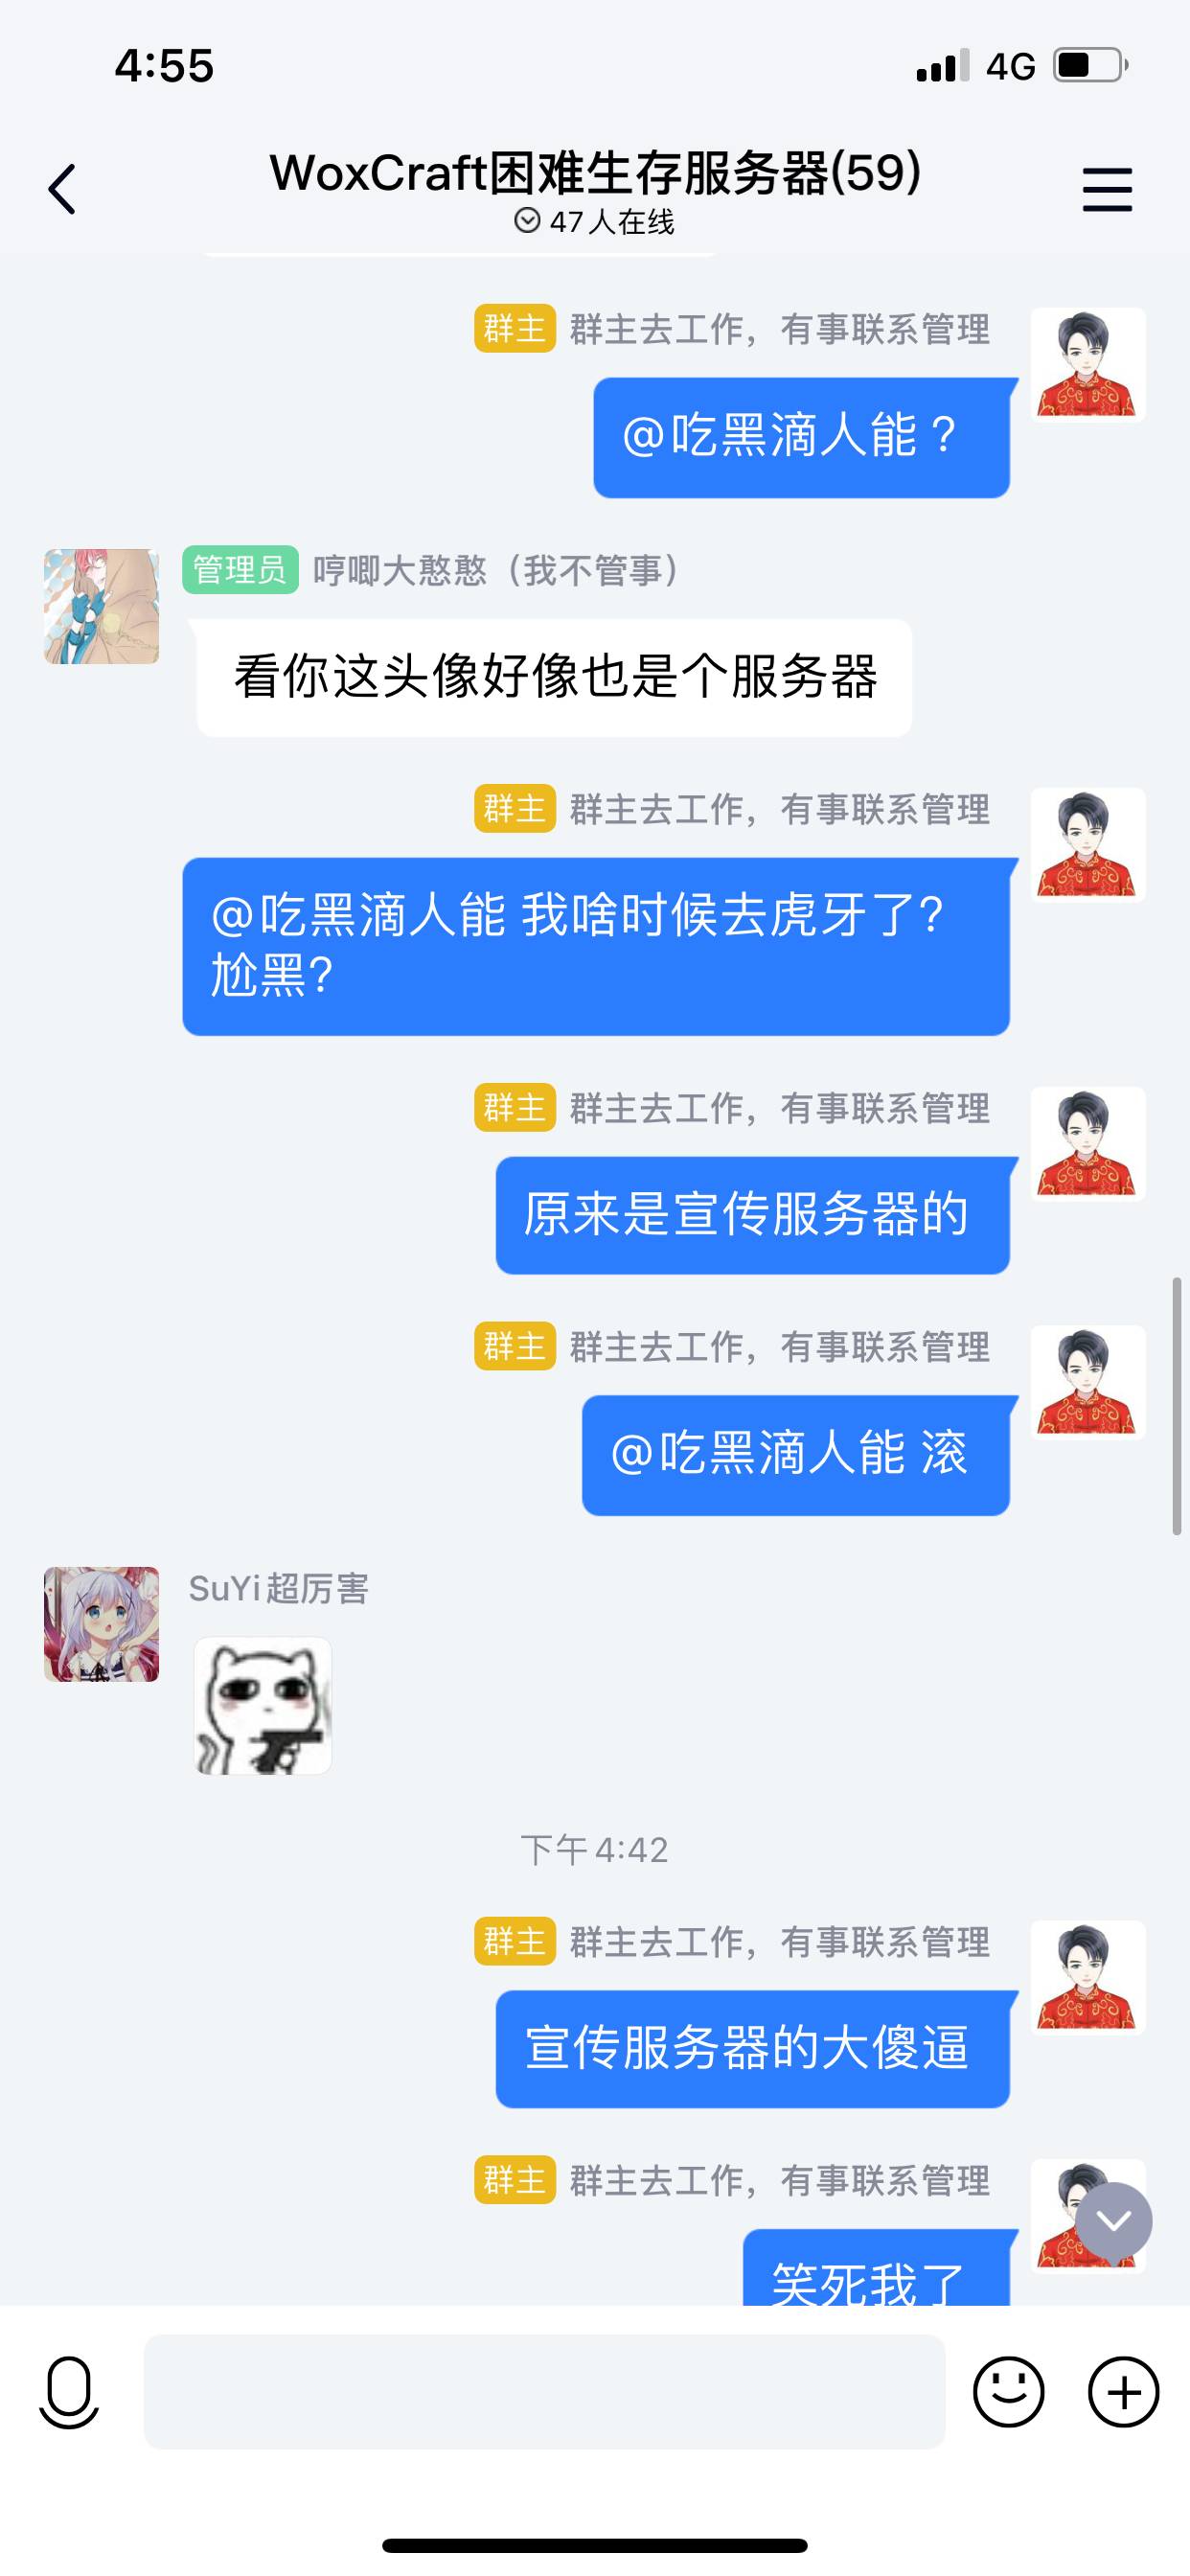 4:55
4G
WoxCraft困难生存服务器(59)
47人在线
群主 群主去工作，有事联系管理
@吃黑滴人能？
管理员 哼唧大憨憨（我不管事）
看你这头像好像也是个服务器
群主 群主去工作，有事联系管理
@吃黑滴人能 我啥时候去虎牙了?
尬黑?
群主 群主去工作，有事联系管理
原来是宣传服务器的
群主 群主去工作，有事联系管理
@吃黑滴人能 滚
SuYi超厉害
下午4:42
群主 群主去工作，有事联系管理
宣传服务器的大傻逼
群主 群主去工作，有事联系管理
笑死我了